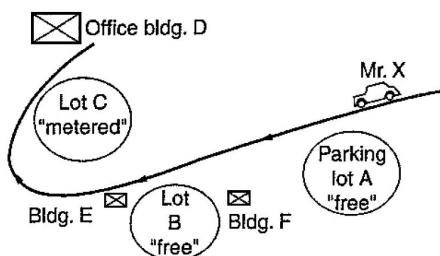 Office bldg. D
Mr. X
Lot C
"metered"
Parking
lot A
"free"
Bldg. E
Lot
B
"free"
Bldg. F